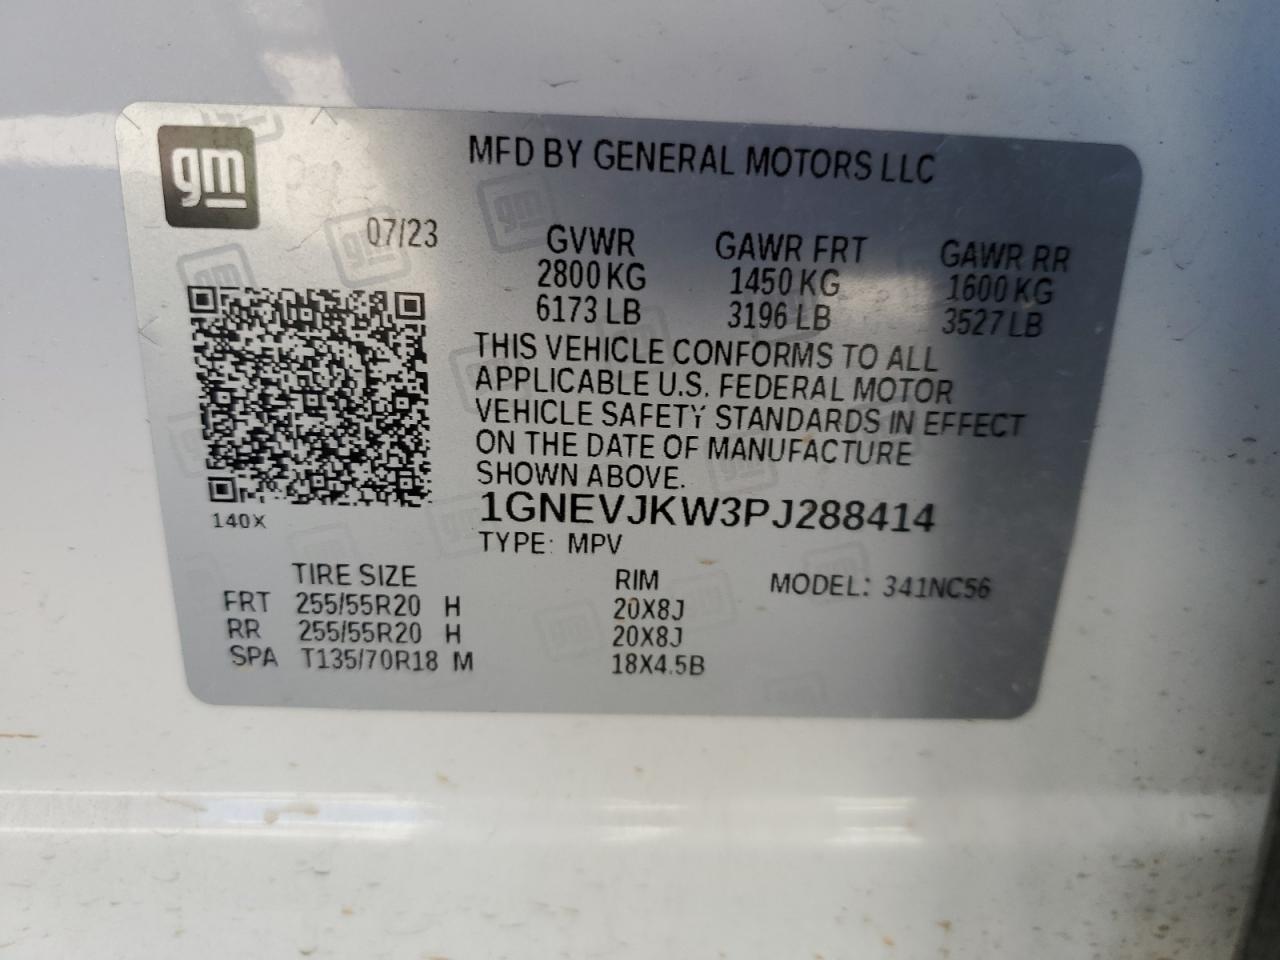 gm
MFD BY GENERAL MOTORS LLC
07/23
GVWR GAWR FRT GAWR RR
2800 KG 1450 KG 1600 KG
6173 LB 3196 LB 3527 LB
THIS VEHICLE CONFORMS TO ALL
APPLICABLE U.S. FEDERAL MOTOR
VEHICLE SAFETY STANDARDS IN EFFECT
ON THE DATE OF MANUFACTURE
SHOWN ABOVE.
1GNEVJKW3PJ288414
140X
TYPE: MPV
TIRE SIZE RIM MODEL: 341NC56
FRT 255/55R20 H 20X8J
RR 255/55R20 H 20X8J
SPA T135/70R18 M 18X4.5B